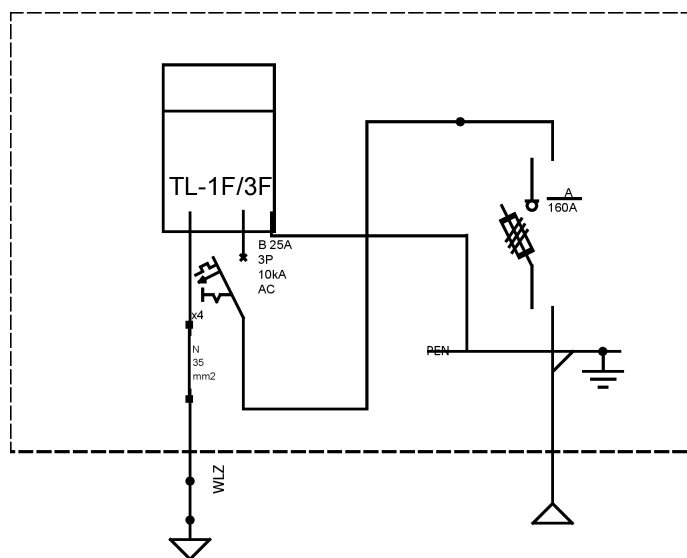 TL-1F/3F
A
160A
B 25A
3P
10kA
AC
x4
N
35
mm2
PEN
WLZ